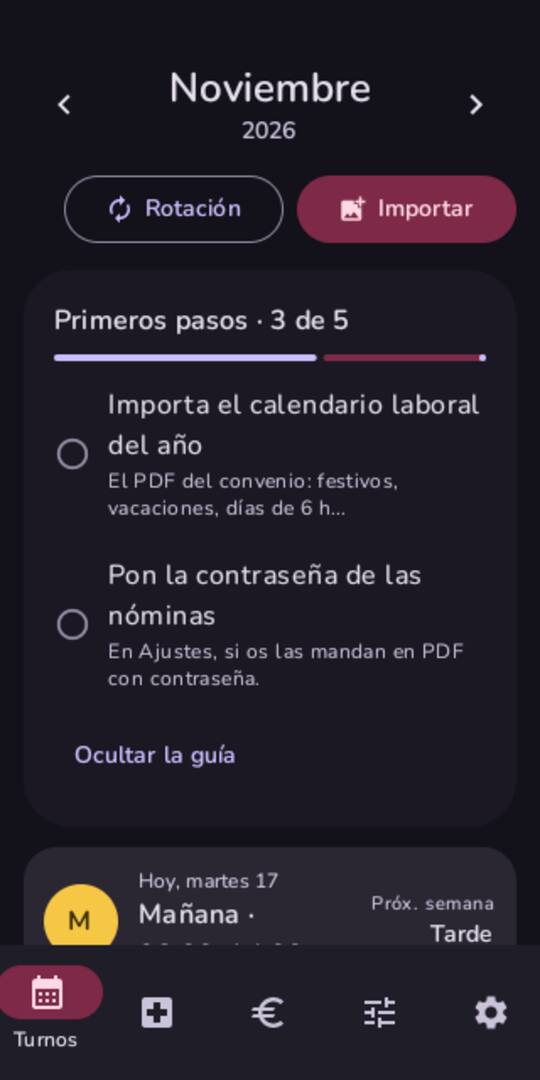 Noviembre
2026
Rotación
Importar
Primeros pasos · 3 de 5
Importa el calendario laboral
del año
El PDF del convenio: festivos,
vacaciones, días de 6 h...
Pon la contraseña de las
nóminas
En Ajustes, si os las mandan en PDF
con contraseña.
Ocultar la guía
Hoy, martes 17
M
Mañana ·
Próx. semana
Tarde
Turnos